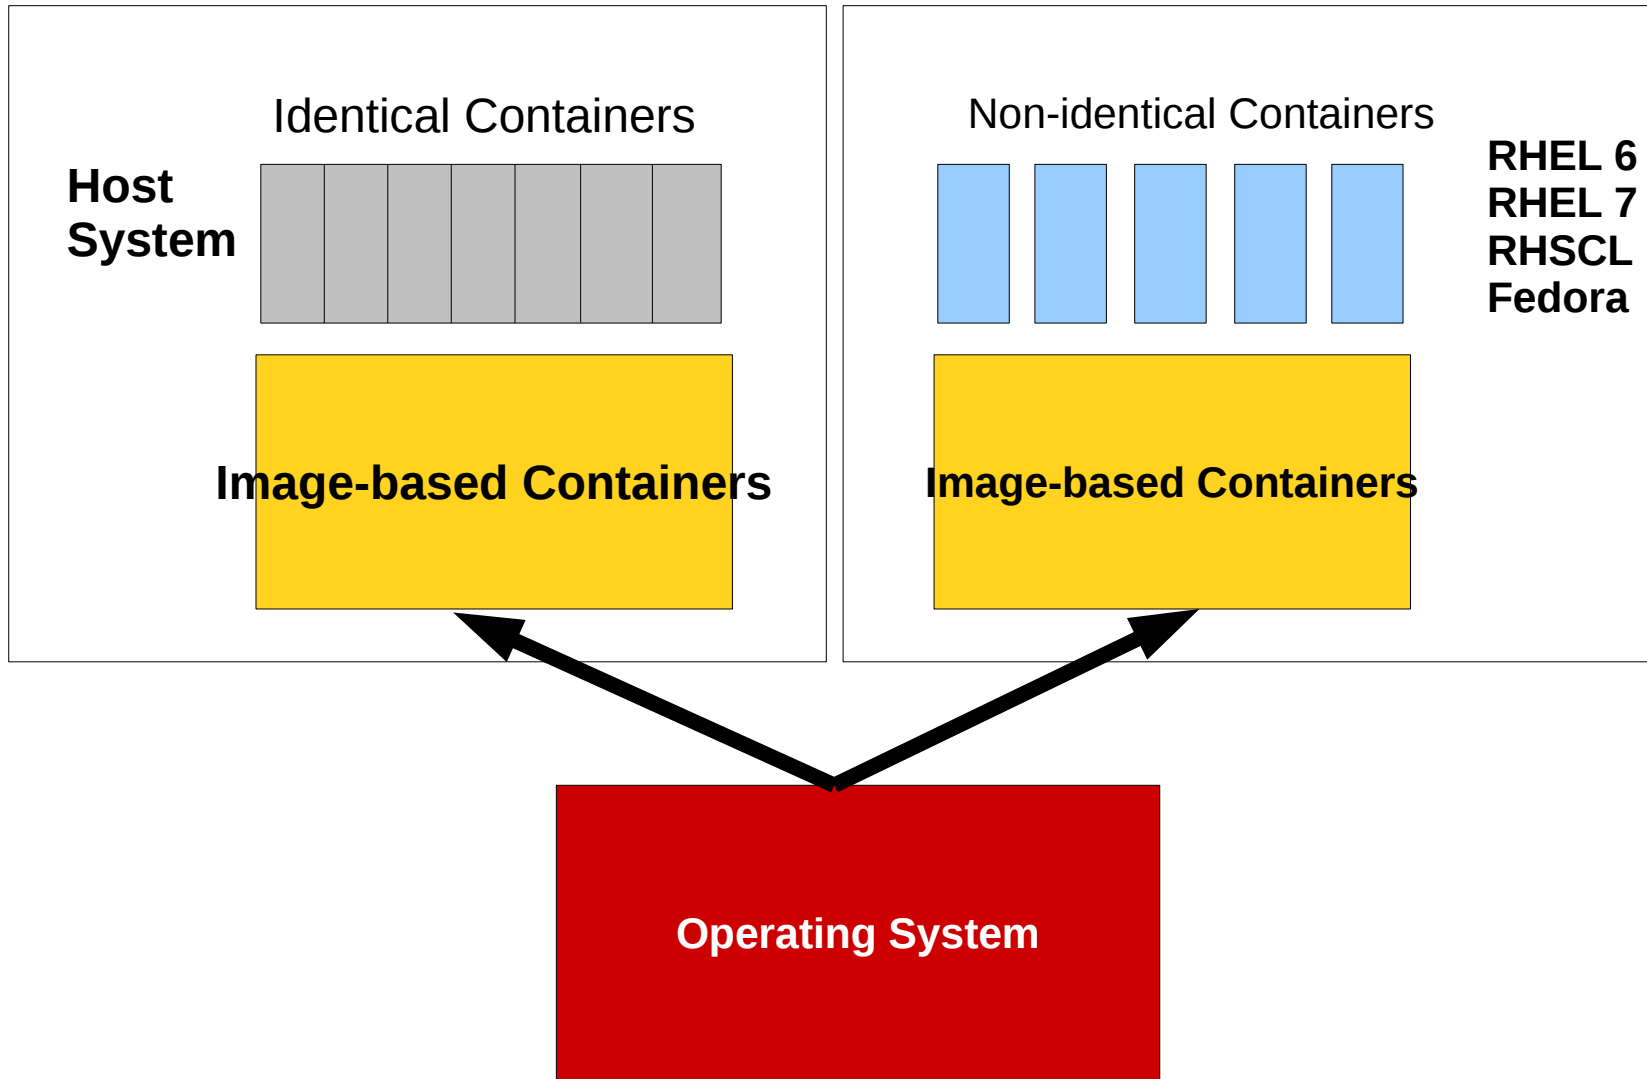 Identical Containers
Host
System
Image-based Containers
Non-identical Containers
RHEL 6
RHEL 7
RHSCL
Fedora
Image-based Containers
Operating System